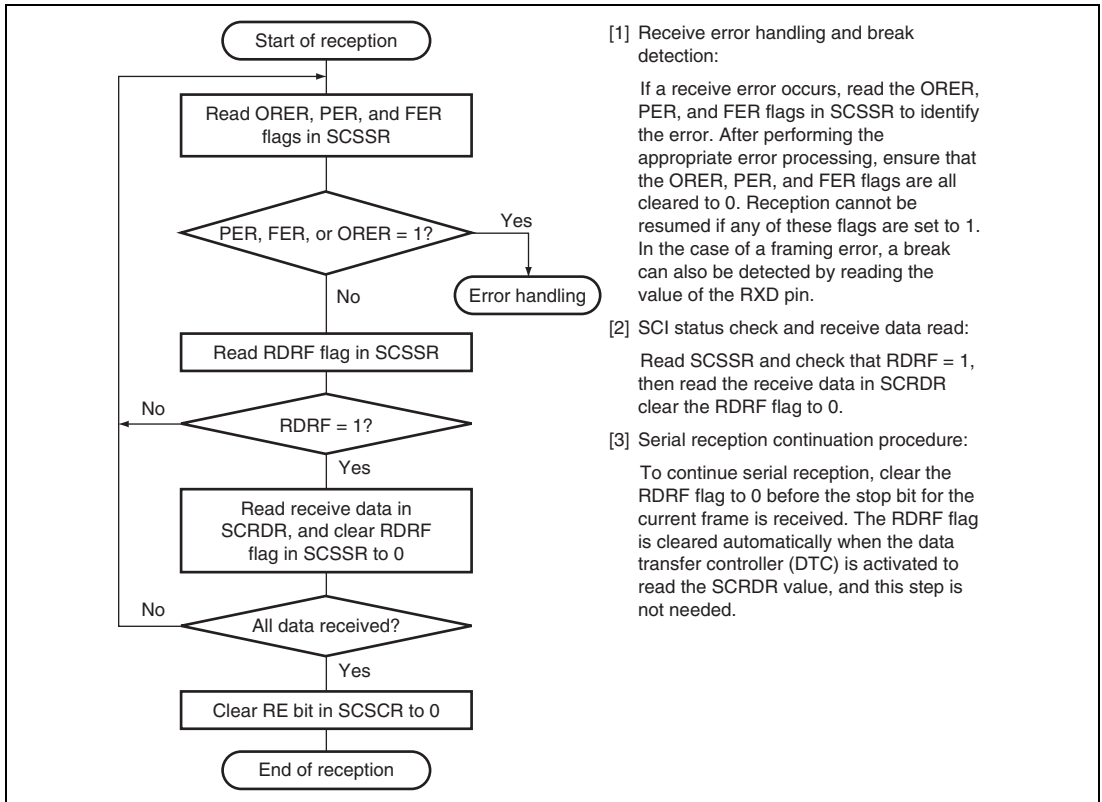 Start of reception
Read ORER, PER, and FER
flags in SCSSR
PER, FER, or ORER = 1?
Yes
Error handling
No
Read RDRF flag in SCSSR
No
RDRF = 1?
Yes
Read receive data in
SCRDR, and clear RDRF
flag in SCSSR to 0
No
All data received?
Yes
Clear RE bit in SCSCR to 0
End of reception
[1] Receive error handling and break
detection:
If a receive error occurs, read the ORER,
PER, and FER flags in SCSSR to identify
the error. After performing the
appropriate error processing, ensure that
the ORER, PER, and FER flags are all
cleared to 0. Reception cannot be
resumed if any of these flags are set to 1.
In the case of a framing error, a break
can also be detected by reading the
value of the RXD pin.
[2] SCI status check and receive data read:
Read SCSSR and check that RDRF = 1,
then read the receive data in SCRDR
clear the RDRF flag to 0.
[3] Serial reception continuation procedure:
To continue serial reception, clear the
RDRF flag to 0 before the stop bit for the
current frame is received. The RDRF flag
is cleared automatically when the data
transfer controller (DTC) is activated to
read the SCRDR value, and this step is
not needed.